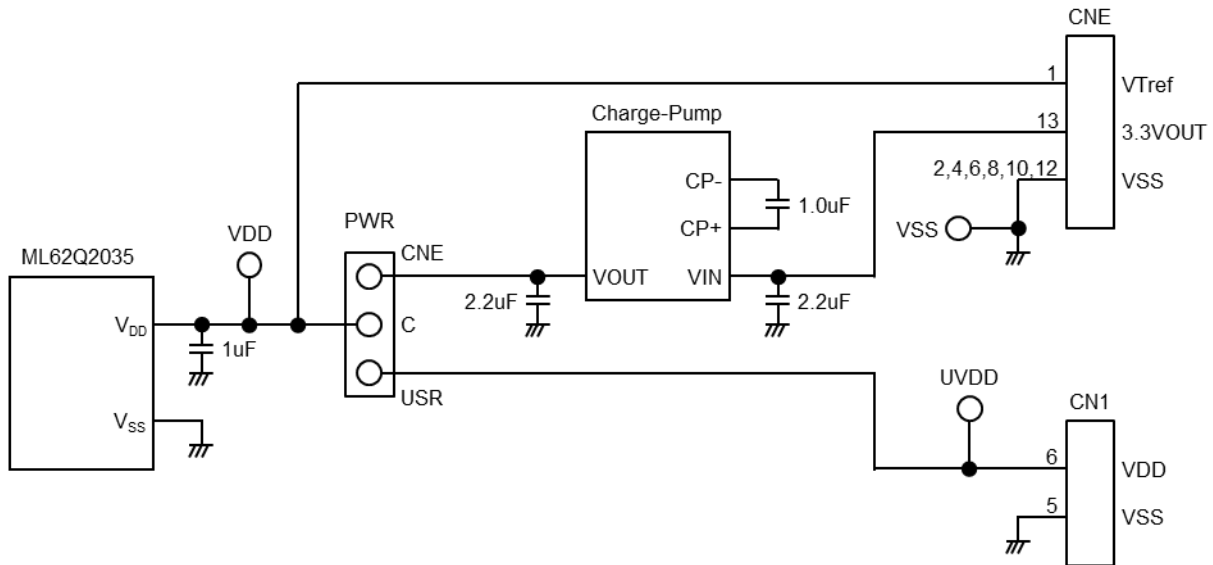 CNE
1
VTref
Charge-Pump
13
3.3VOUT
CP-
2,4,6,8,10,12
VSS
1.0uF
PWR
CP+
VDD
VSS
ML62Q2035
CNE
VOUT
VIN
2.2uF
2.2uF
VDD
C
1uF
UVDD
USR
CN1
VSS
6
VDD
5
VSS